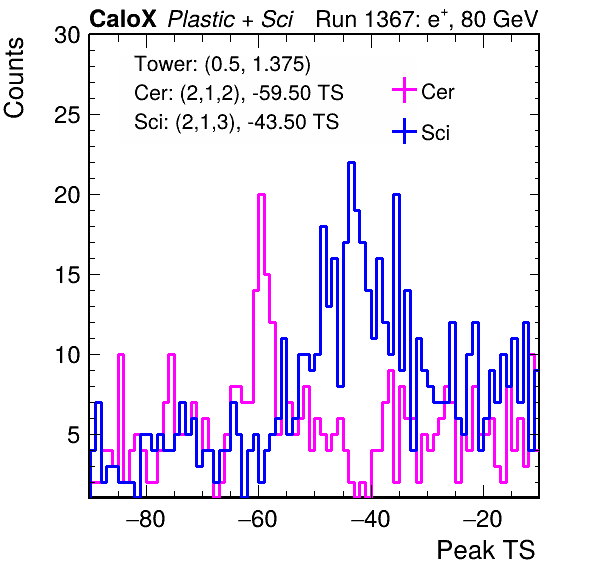 CaloX Plastic + Sci Run 1367: e⁺, 80 GeV
Counts
30
25
20
15
10
5
Tower: (0.5, 1.375)
Cer: (2,1,2), -59.50 TS
Sci: (2,1,3), -43.50 TS
Cer
Sci
−80 −60 −40 −20
Peak TS